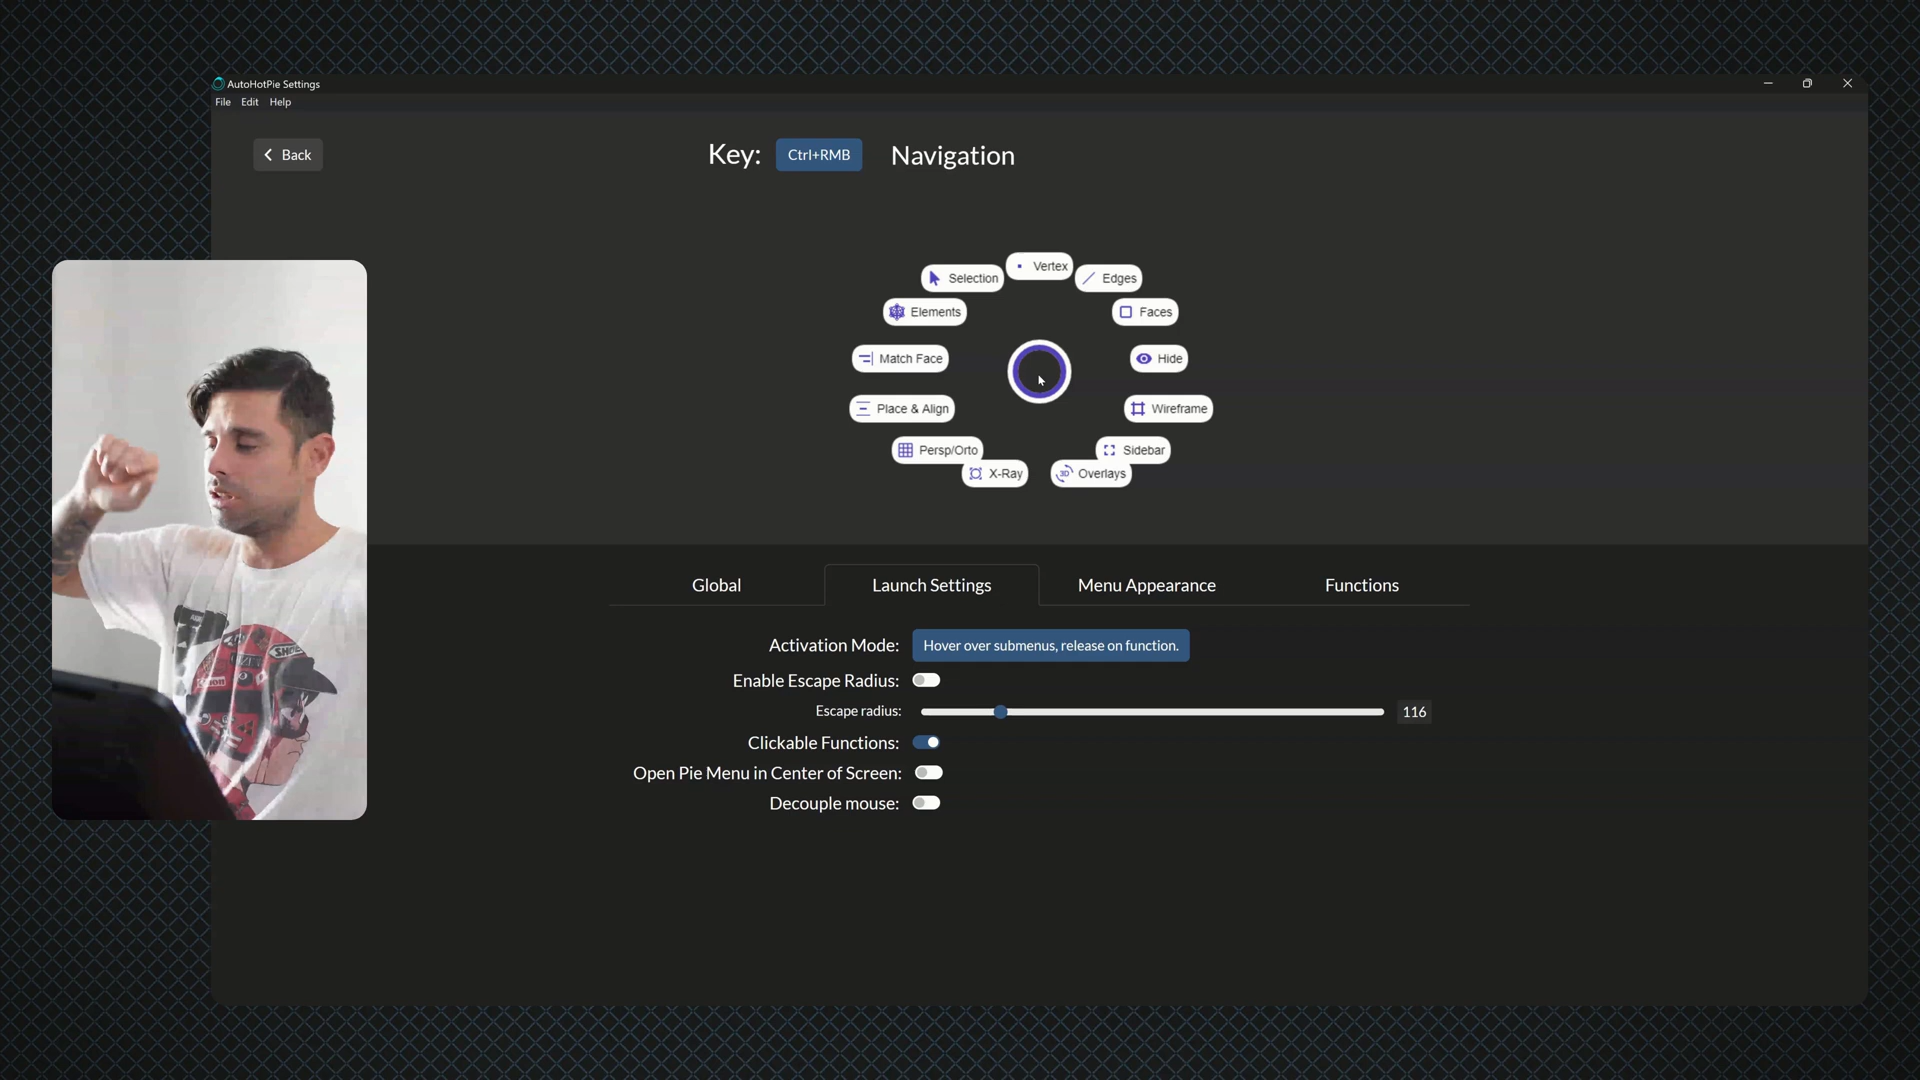 AutoHotPie Settings
File Edit Help
Back
Key: Ctrl+RMB Navigation
Vertex
Selection
Edges
Elements
Faces
Match Face
Hide
Place & Align
Wireframe
Persp/Orto
Sidebar
X-Ray
3D
Overlays
Global
Launch Settings
Menu Appearance
Functions
Activation Mode: Hover over submenus, release on function.
Enable Escape Radius:
Escape radius: 116
Clickable Functions:
Open Pie Menu in Center of Screen:
Decouple mouse: